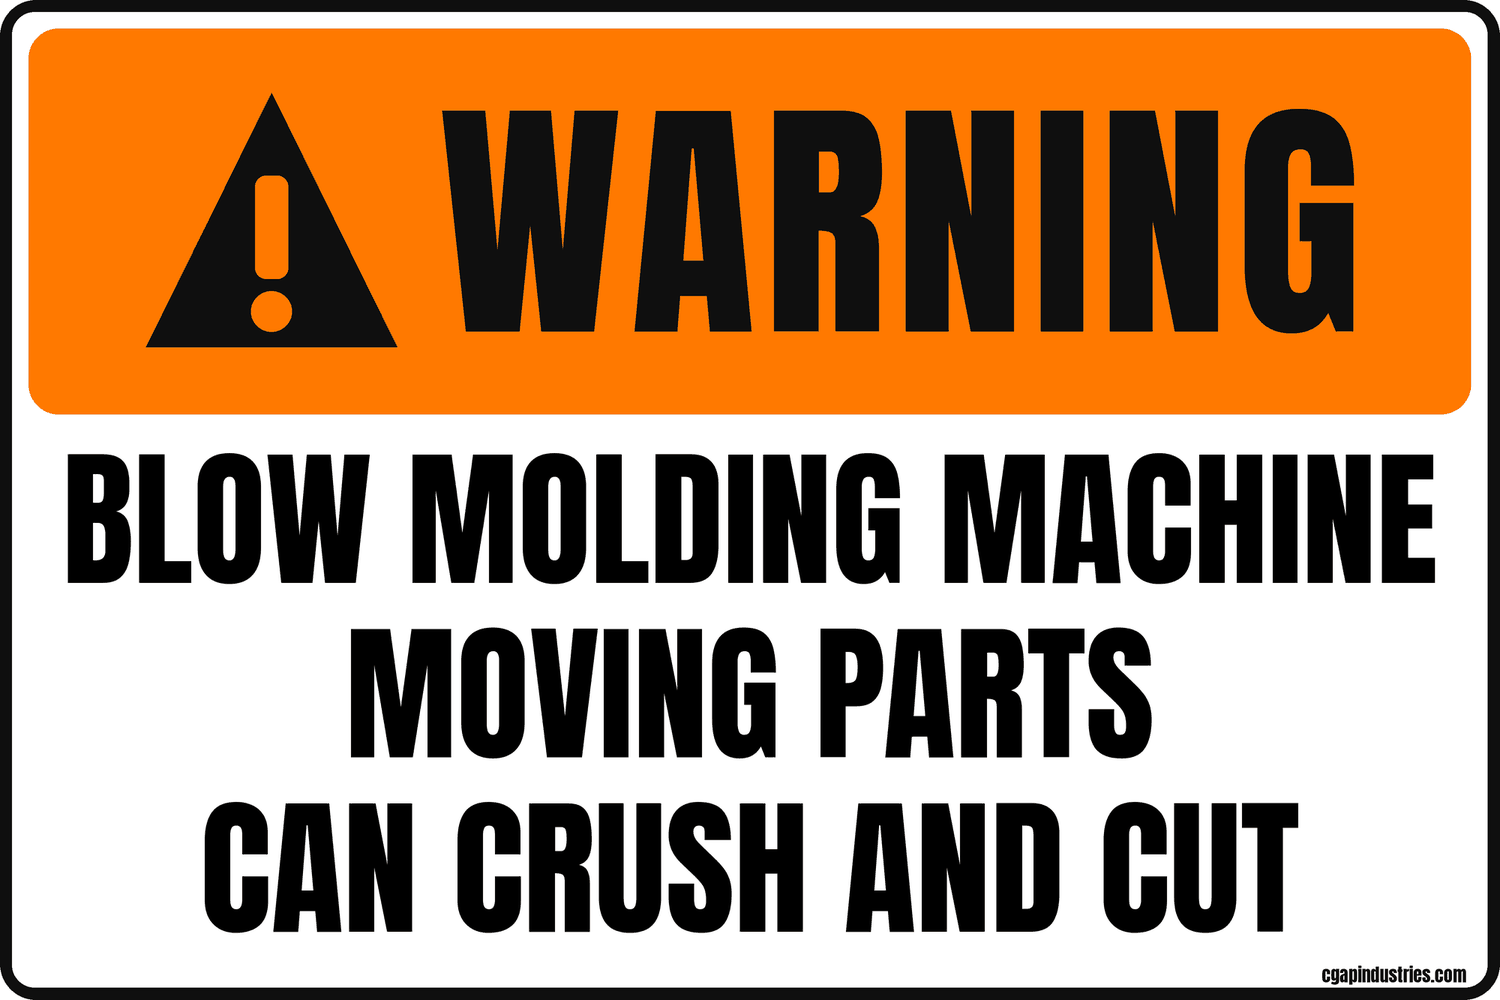 WARNING
BLOW MOLDING MACHINE
MOVING PARTS
CAN CRUSH AND CUT
cgapindustries.com